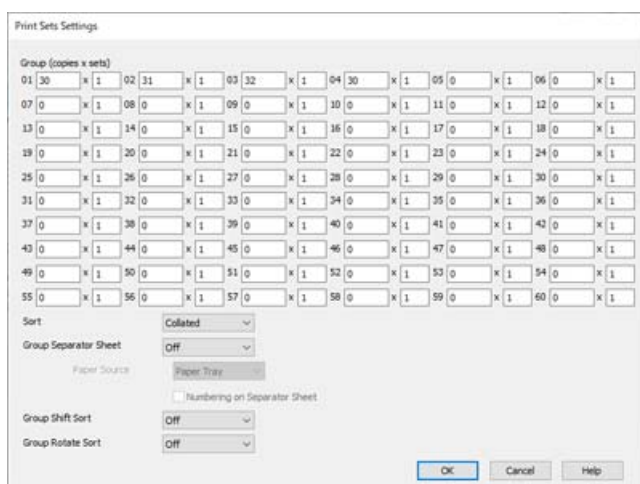 Print Sets Settings
Group (copies x sets)
01 30 x 1 02 31 x 1 03 32 x 1 04 30 x 1 05 0 x 1 06 0 x 1
07 0 x 1 08 0 x 1 09 0 x 1 10 0 x 1 11 0 x 1 12 0 x 1
13 0 x 1 14 0 x 1 15 0 x 1 16 0 x 1 17 0 x 1 18 0 x 1
19 0 x 1 20 0 x 1 21 0 x 1 22 0 x 1 23 0 x 1 24 0 x 1
25 0 x 1 26 0 x 1 27 0 x 1 28 0 x 1 29 0 x 1 30 0 x 1
31 0 x 1 32 0 x 1 33 0 x 1 34 0 x 1 35 0 x 1 36 0 x 1
37 0 x 1 38 0 x 1 39 0 x 1 40 0 x 1 41 0 x 1 42 0 x 1
43 0 x 1 44 0 x 1 45 0 x 1 46 0 x 1 47 0 x 1 48 0 x 1
49 0 x 1 50 0 x 1 51 0 x 1 52 0 x 1 53 0 x 1 54 0 x 1
55 0 x 1 56 0 x 1 57 0 x 1 58 0 x 1 59 0 x 1 60 0 x 1
Sort Collated
Group Separator Sheet Off
Paper Source Paper Tray
Numbering on Separator Sheet
Group Shift Sort Off
Group Rotate Sort Off
OK Cancel Help